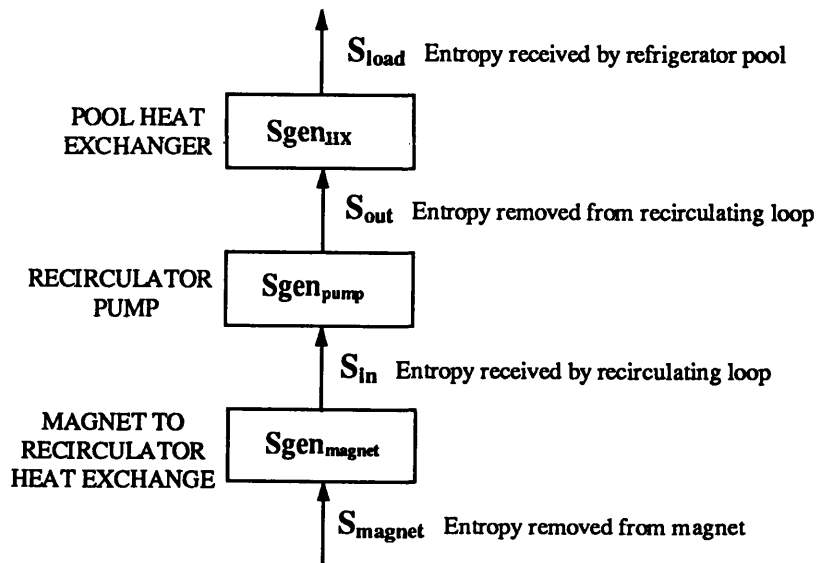 S_load Entropy received by refrigerator pool
POOL HEAT
EXCHANGER
Sgen_HX
S_out Entropy removed from recirculating loop
RECIRCULATOR
PUMP
Sgen_pump
S_in Entropy received by recirculating loop
MAGNET TO
RECIRCULATOR
HEAT EXCHANGE
Sgen_magnet
S_magnet Entropy removed from magnet